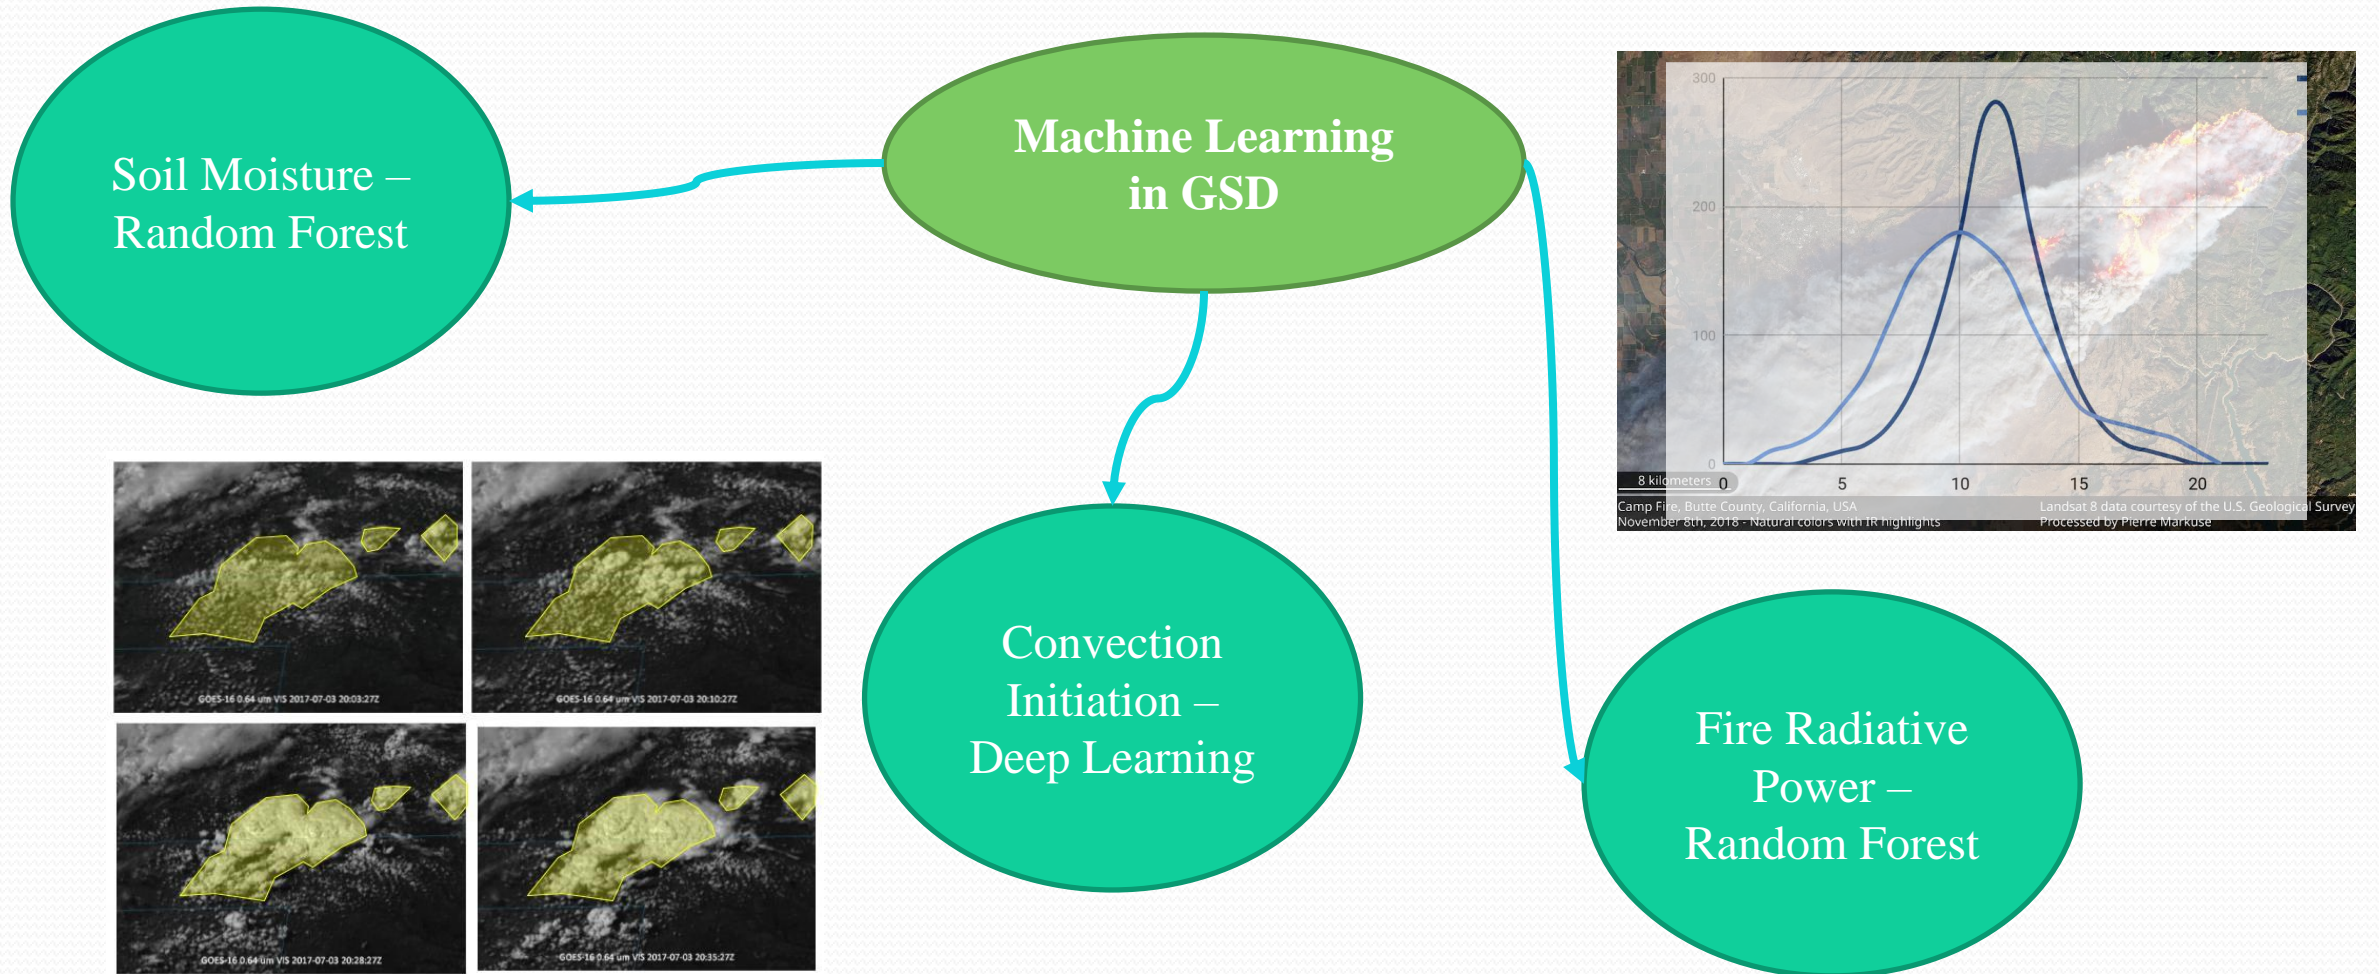 Soil Moisture –
Random Forest
Machine Learning
in GSD
300
200
100
0
0 5 10 15 20
8 kilometers
Camp Fire, Butte County, California, USA
November 8th, 2018 - Natural colors with IR highlights
Landsat 8 data courtesy of the U.S. Geological Survey
Processed by Pierre Markuse
GOES-16 0.64 um VIS 2017-07-03 20:03:27Z
GOES-16 0.64 um VIS 2017-07-03 20:10:27Z
GOES-16 0.64 um VIS 2017-07-03 20:28:27Z
GOES-16 0.64 um VIS 2017-07-03 20:35:27Z
Convection
Initiation –
Deep Learning
Fire Radiative
Power –
Random Forest